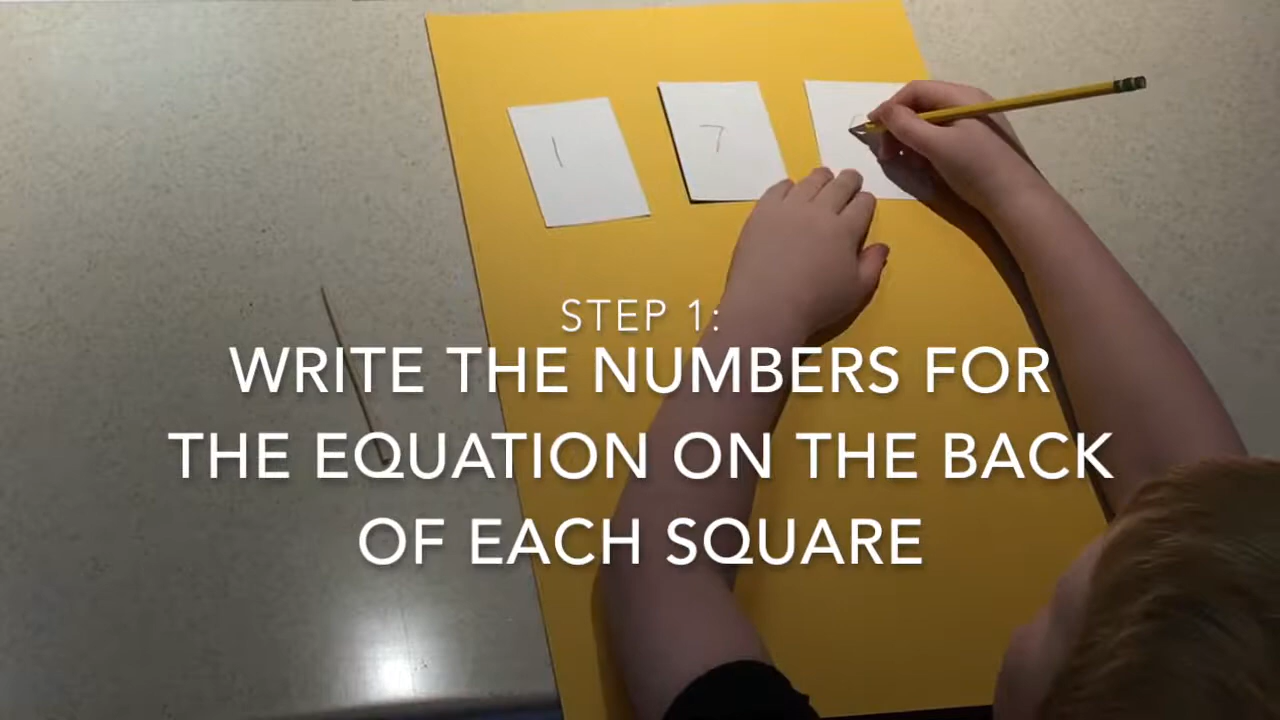 1
7
STEP 1:
WRITE THE NUMBERS FOR
THE EQUATION ON THE BACK
OF EACH SQUARE